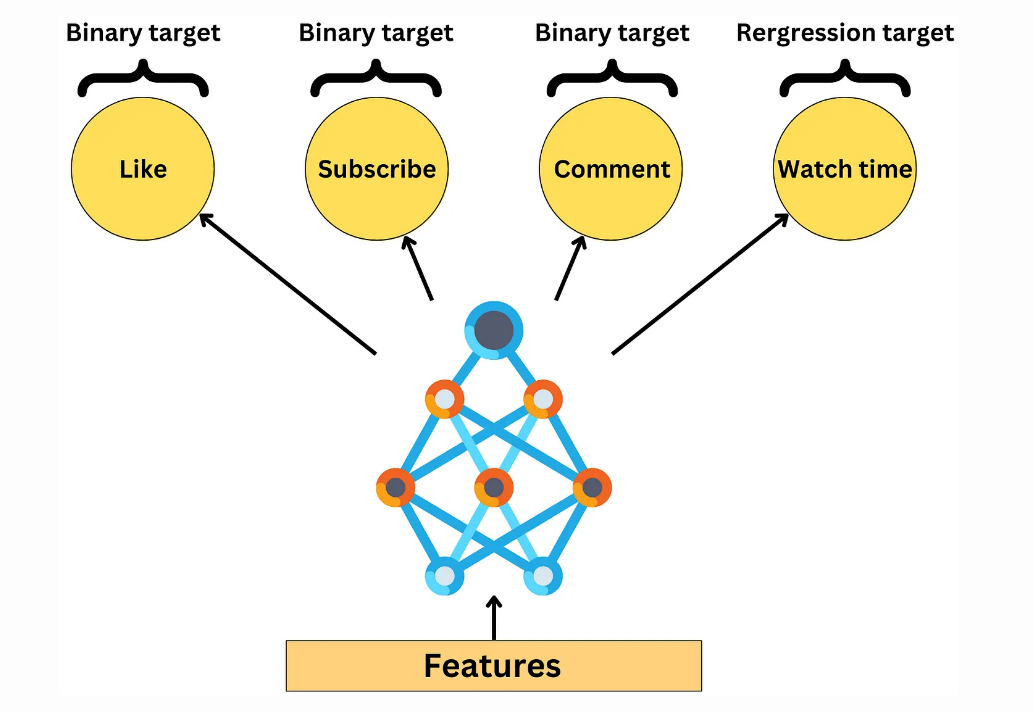 Binary target
Binary target
Binary target
Rergression target
Like
Subscribe
Comment
Watch time
Features